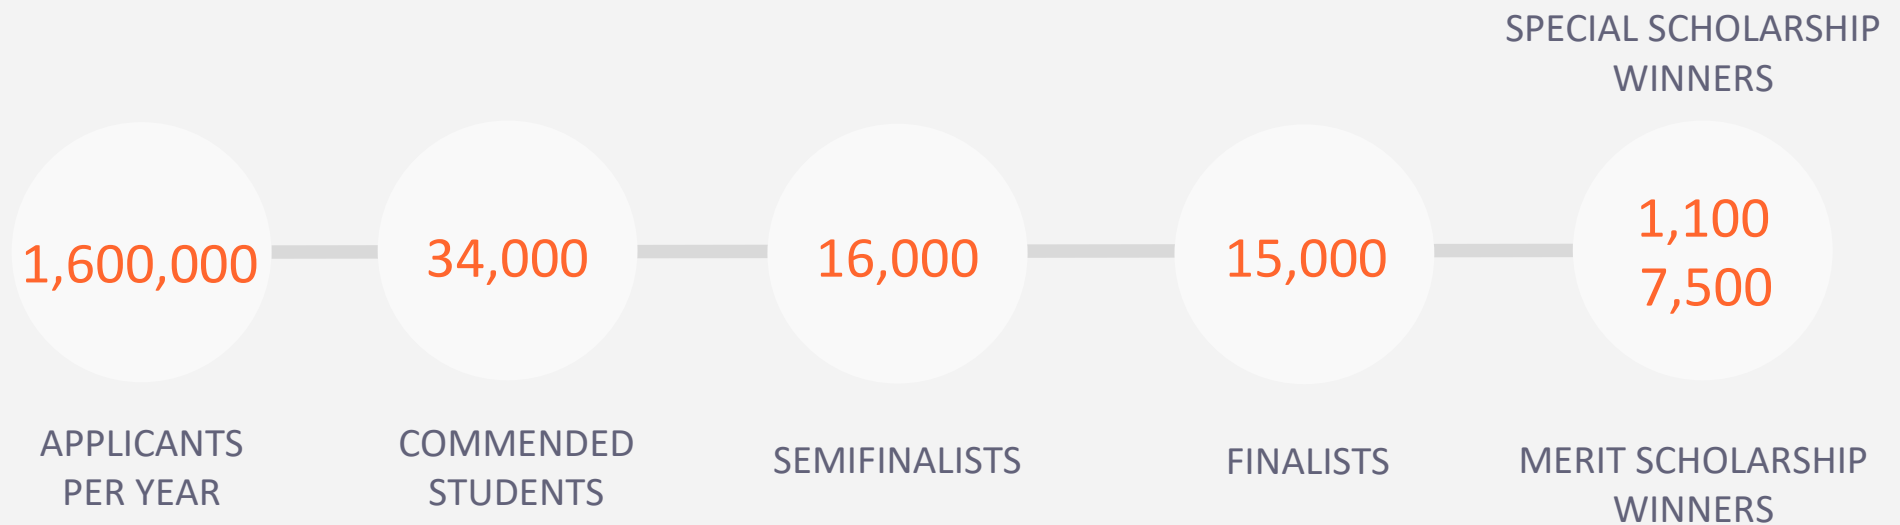 SPECIAL SCHOLARSHIP
WINNERS
1,600,000
34,000
16,000
15,000
1,100
7,500
APPLICANTS
PER YEAR
COMMENDED
STUDENTS
SEMIFINALISTS
FINALISTS
MERIT SCHOLARSHIP
WINNERS